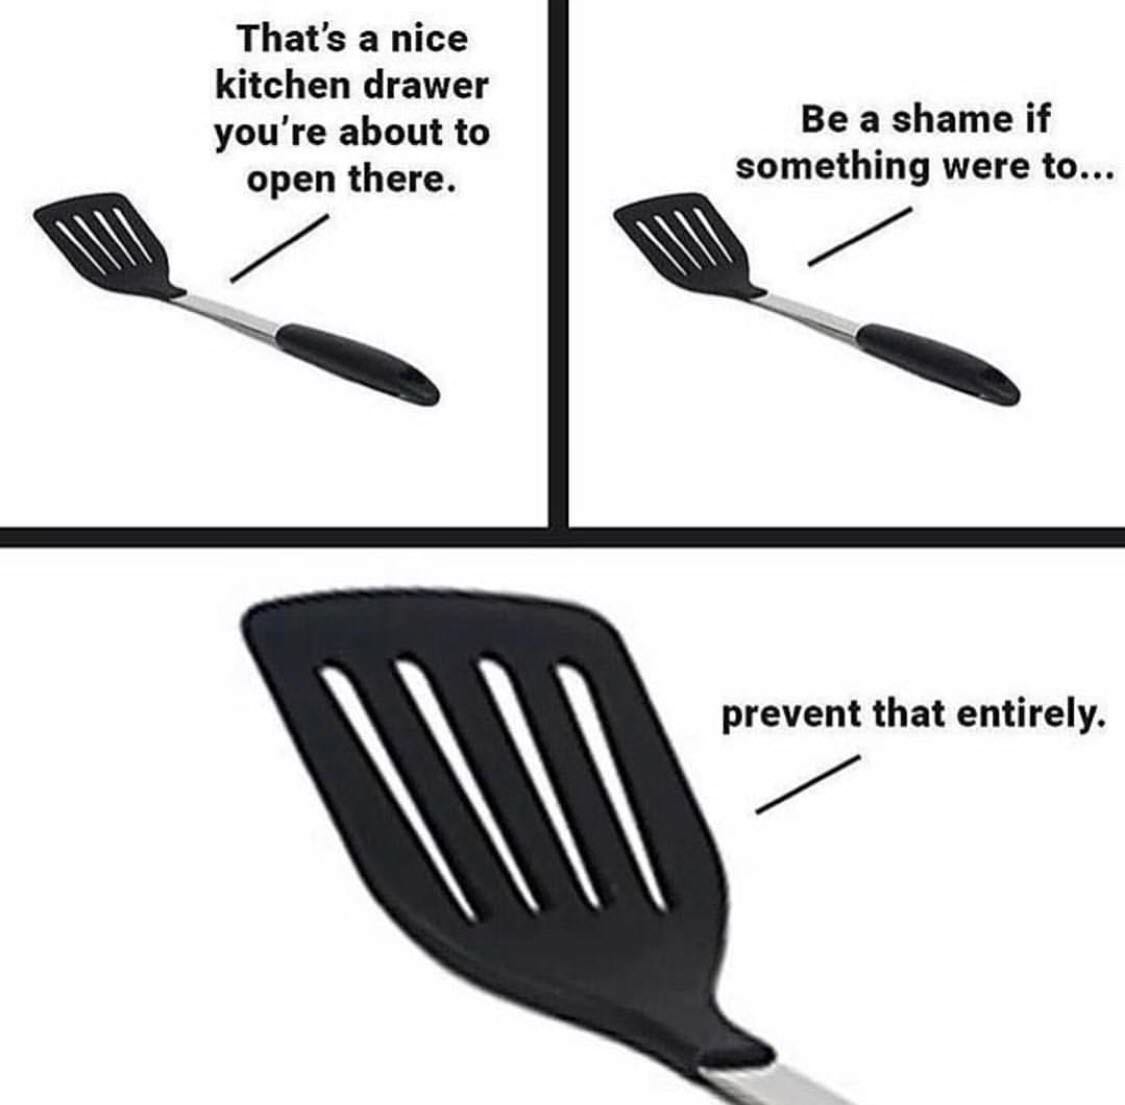 That's a nice
kitchen drawer
you're about to
open there.
Be a shame if
something were to...
prevent that entirely.